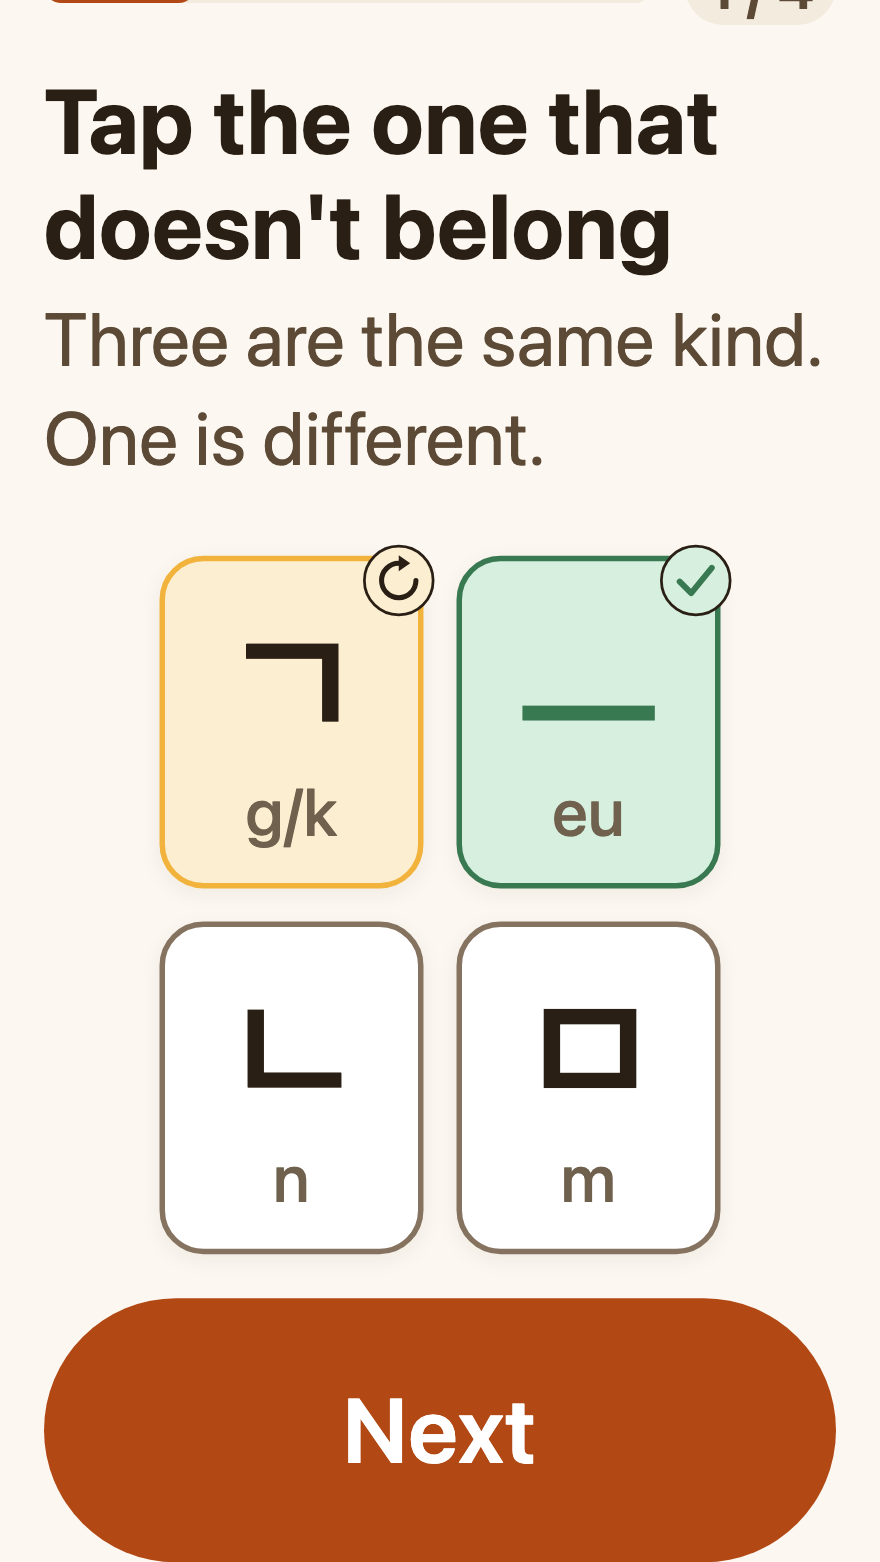 Tap the one that
doesn't belong
Three are the same kind.
One is different.
ㄱ ㅡ
g/k eu
ㄴ ㅁ
n m
Next